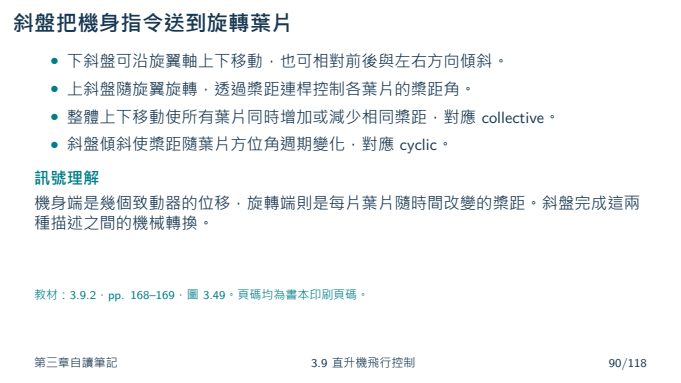 斜盤把機身指令送到旋轉葉片
• 下斜盤可沿旋翼軸上下移動，也可相對前後與左右方向傾斜。
• 上斜盤隨旋翼旋轉，透過槳距連桿控制各葉片的槳距角。
• 整體上下移動使所有葉片同時增加或減少相同槳距，對應 collective。
• 斜盤傾斜使槳距隨葉片方位角週期變化，對應 cyclic。
訊號理解
機身端是幾個致動器的位移，旋轉端則是每片葉片隨時間改變的槳距。斜盤完成這兩
種描述之間的機械轉換。
教材：3.9.2，pp. 168–169，圖 3.49。頁碼均為書本印刷頁碼。
第三章自讀筆記 3.9 直升機飛行控制 90/118